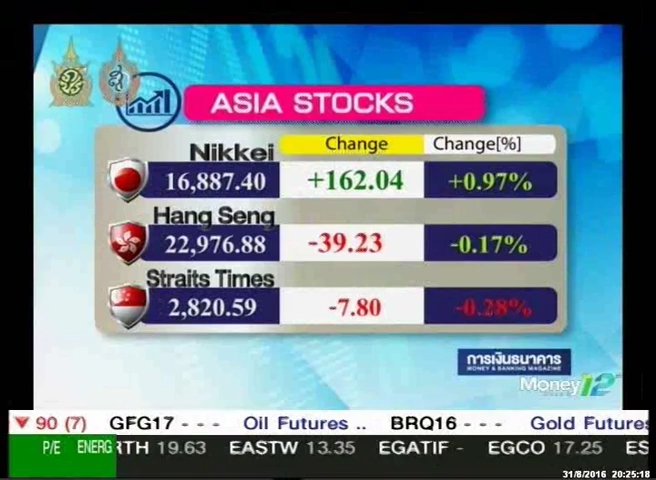 ASIA STOCKS
Change Change[%]
Nikkei
16,887.40 +162.04 +0.97%
Hang Seng
22,976.88 -39.23 -0.17%
Straits Times
2,820.59 -7.80 -0.28%
การเงินธนาคาร
MONEY & BANKING MAGAZINE
Money 12
90 (7) GFG17 - - - Oil Futures .. BRQ16 - - - Gold Future
P/E ENERG RTH 19.63 EASTW 13.35 EGATIF - EGCO 17.25 ES
31/8/2016 20:25:18